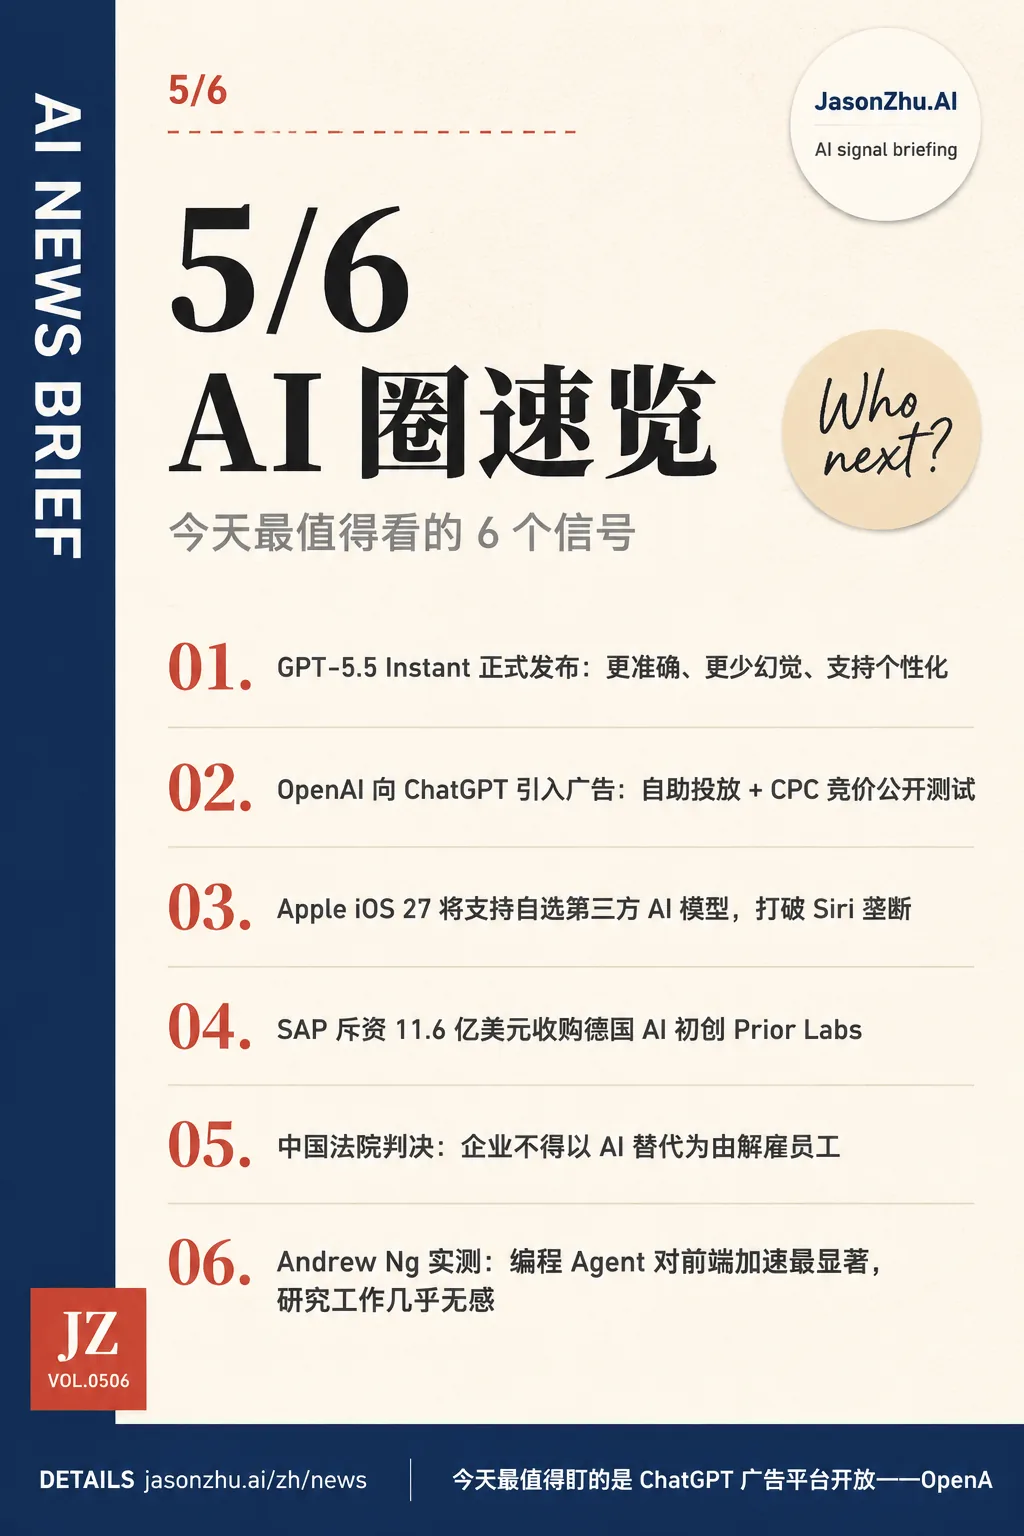 AI NEWS BRIEF
5/6
JasonZhu.AI
AI signal briefing
5/6
AI 圈速览
Who
next?
今天最值得看的 6 个信号
01. GPT-5.5 Instant 正式发布：更准确、更少幻觉、支持个性化
02. OpenAI 向 ChatGPT 引入广告：自助投放 + CPC 竞价公开测试
03. Apple iOS 27 将支持自选第三方 AI 模型，打破 Siri 垄断
04. SAP 斥资 11.6 亿美元收购德国 AI 初创 Prior Labs
05. 中国法院判决：企业不得以 AI 替代为由解雇员工
06. Andrew Ng 实测：编程 Agent 对前端加速最显著，
研究工作几乎无感
JZ
VOL.0506
DETAILS jasonzhu.ai/zh/news
今天最值得盯的是 ChatGPT 广告平台开放——OpenA